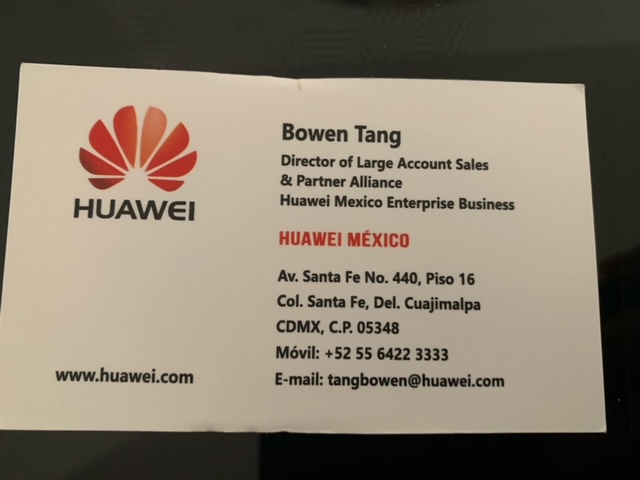 HUAWEI
www.huawei.com
Bowen Tang
Director of Large Account Sales
& Partner Alliance
Huawei Mexico Enterprise Business
HUAWEI MÉXICO
Av. Santa Fe No. 440, Piso 16
Col. Santa Fe, Del. Cuajimalpa
CDMX, C.P. 05348
Móvil: +52 55 6422 3333
E-mail: tangbowen@huawei.com